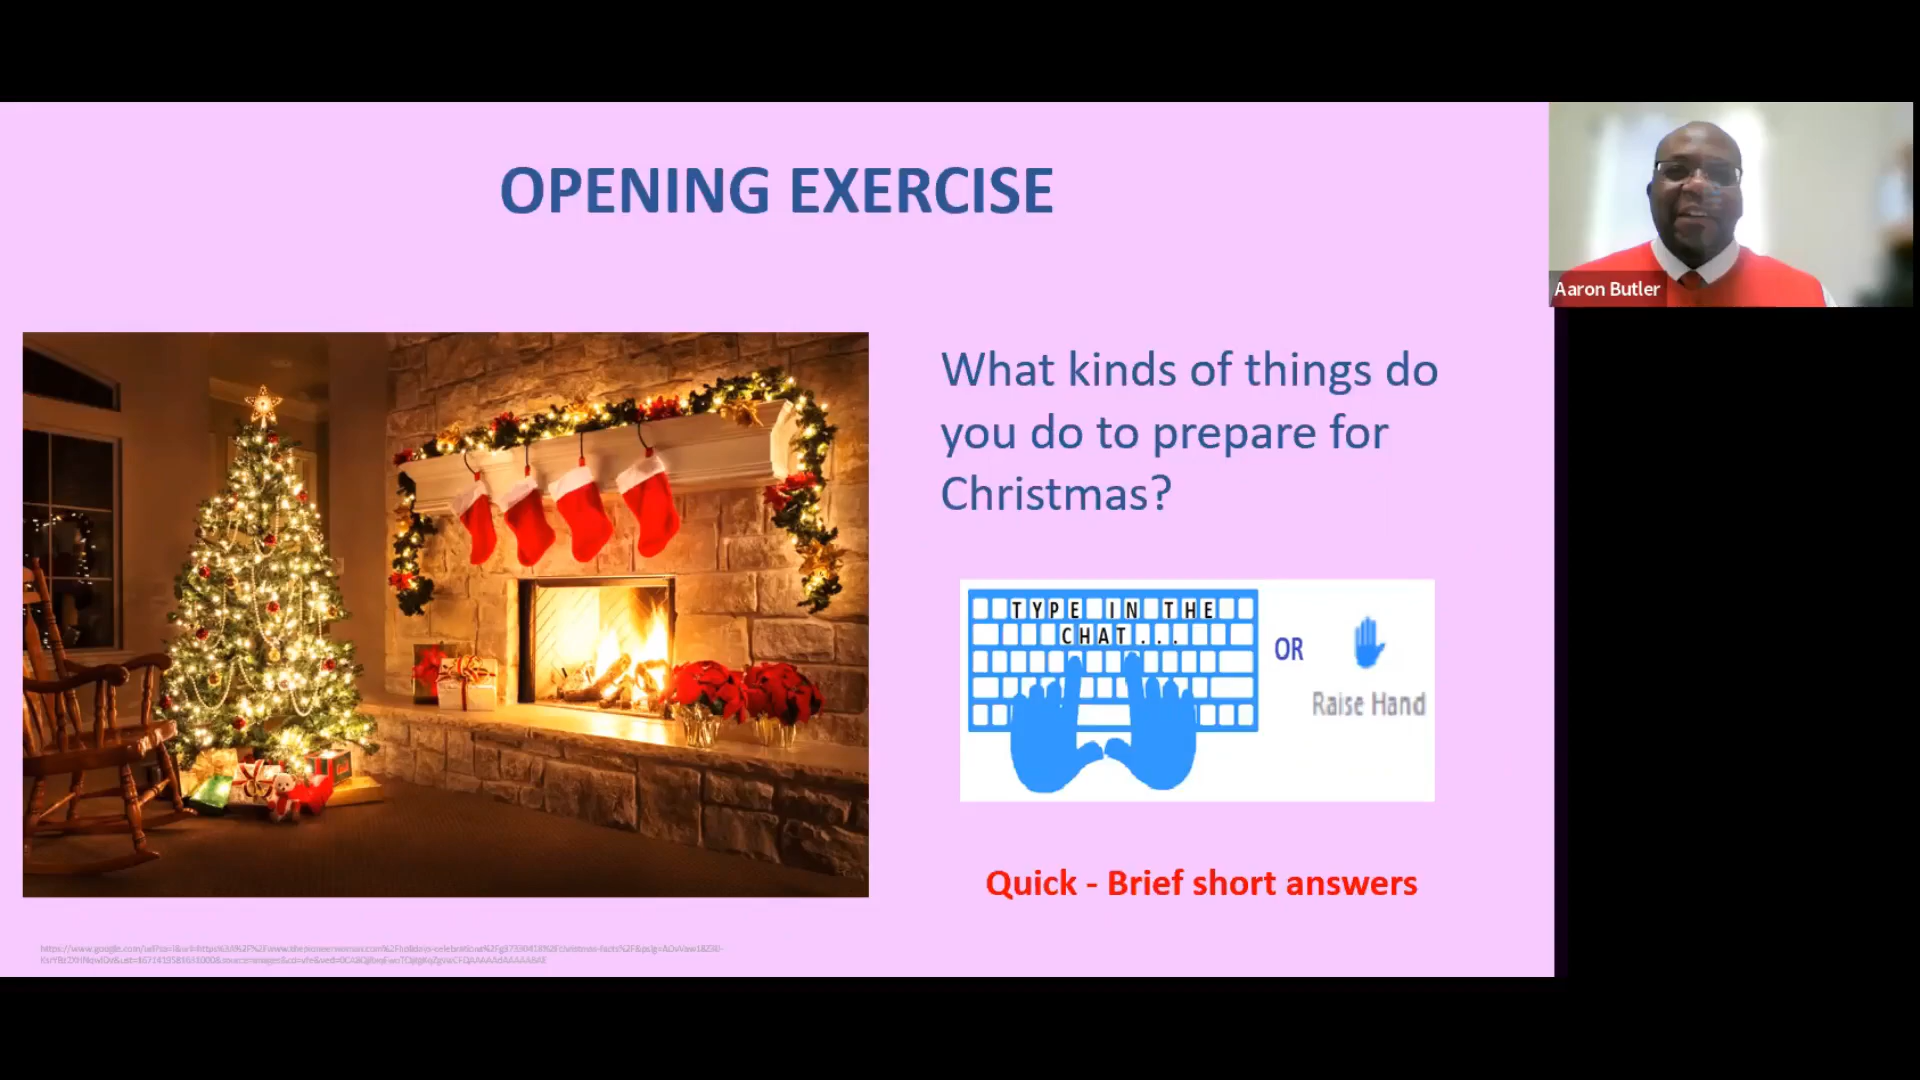 OPENING EXERCISE
Aaron Butler
What kinds of things do
you do to prepare for
Christmas?
TYPE IN THE
CHAT...
OR
Raise Hand
Quick - Brief short answers